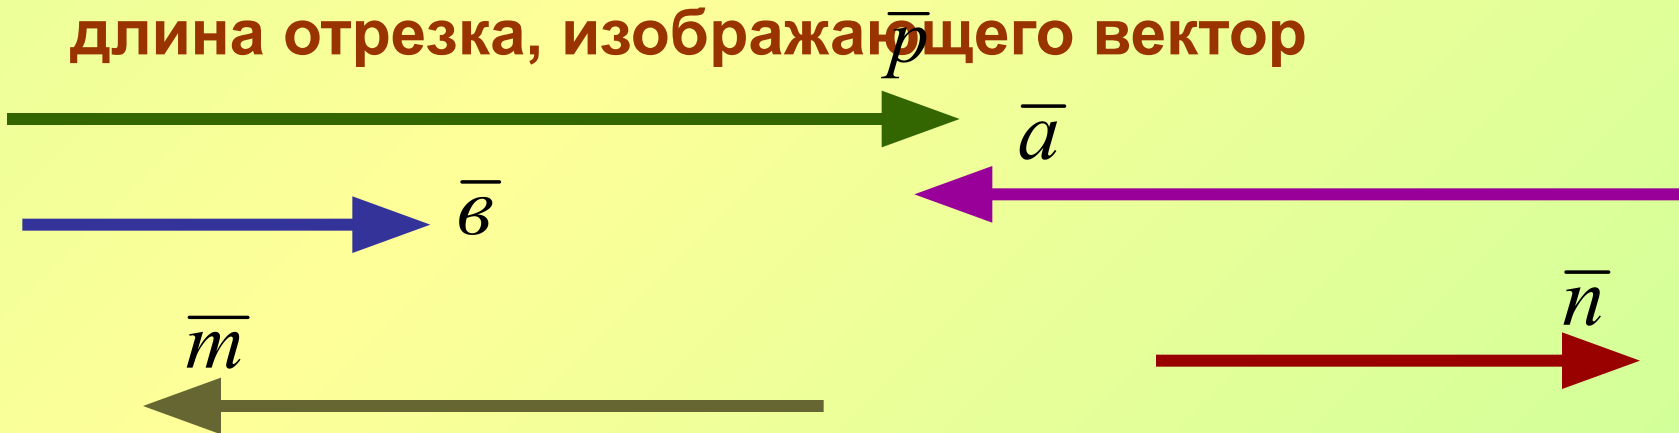 длина отрезка, изображающего вектор
p̅
a̅
в̅
n̅
m̅